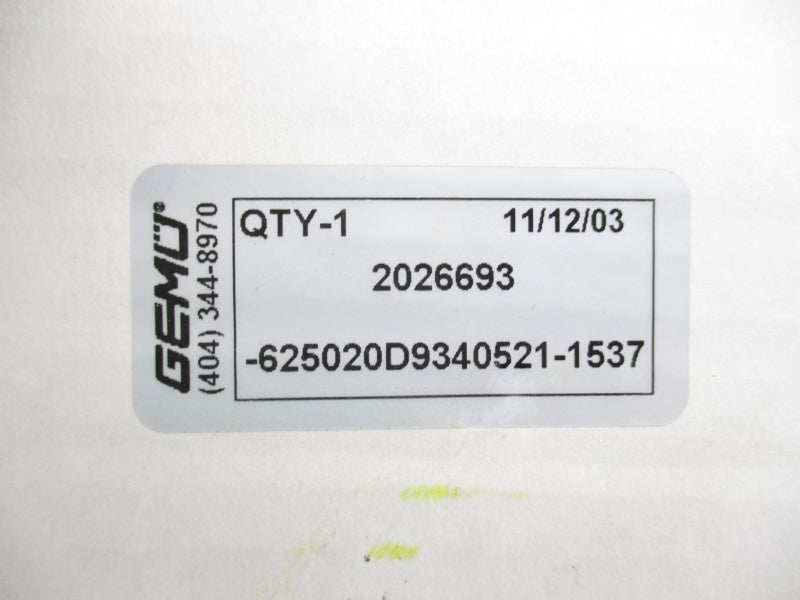 GEMÜ®
(404) 344-8970
QTY-1 11/12/03
2026693
-625020D9340521-1537